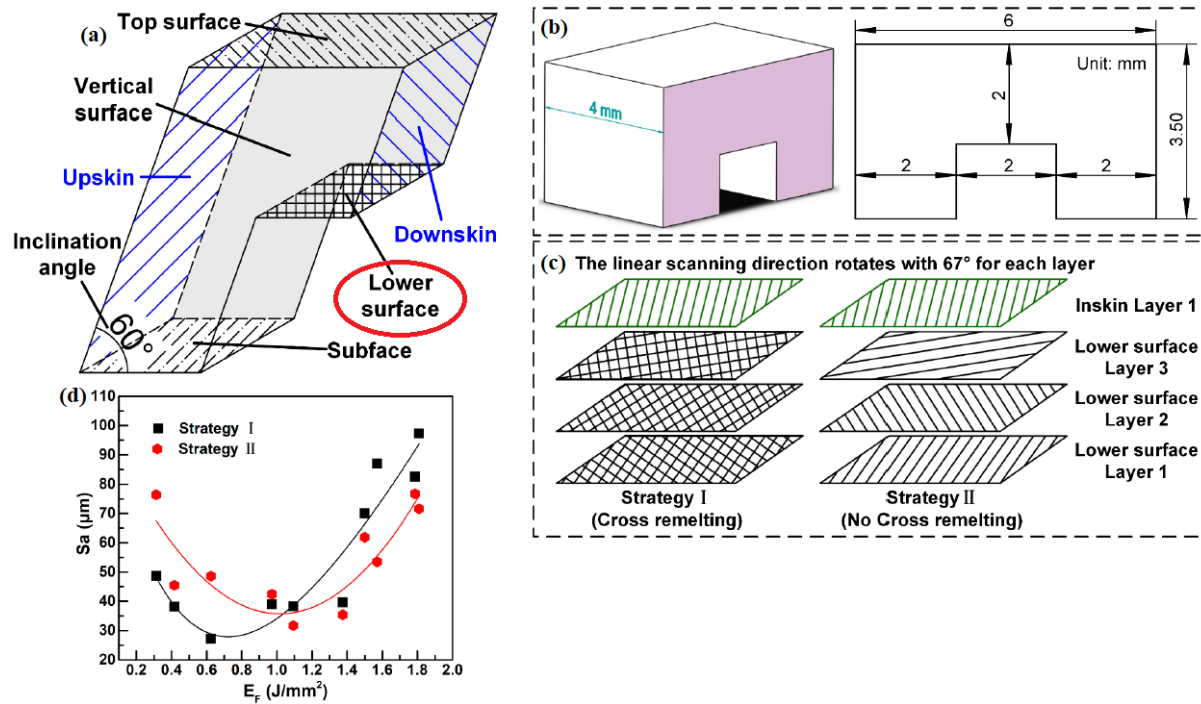 (a)
Top surface
Vertical
surface
Upskin
Inclination
angle
60°
Downskin
Lower
surface
Subface
(b)
4 mm
6
Unit: mm
2
3.50
2
2
2
(c) The linear scanning direction rotates with 67° for each layer
Inskin Layer 1
Lower surface
Layer 3
Lower surface
Layer 2
Lower surface
Layer 1
Strategy Ⅰ
(Cross remelting)
Strategy Ⅱ
(No Cross remelting)
(d)
Strategy Ⅰ
Strategy Ⅱ
110
100
90
80
70
60
50
40
30
20
Sa (µm)
0.2 0.4 0.6 0.8 1.0 1.2 1.4 1.6 1.8 2.0
E_F (J/mm²)